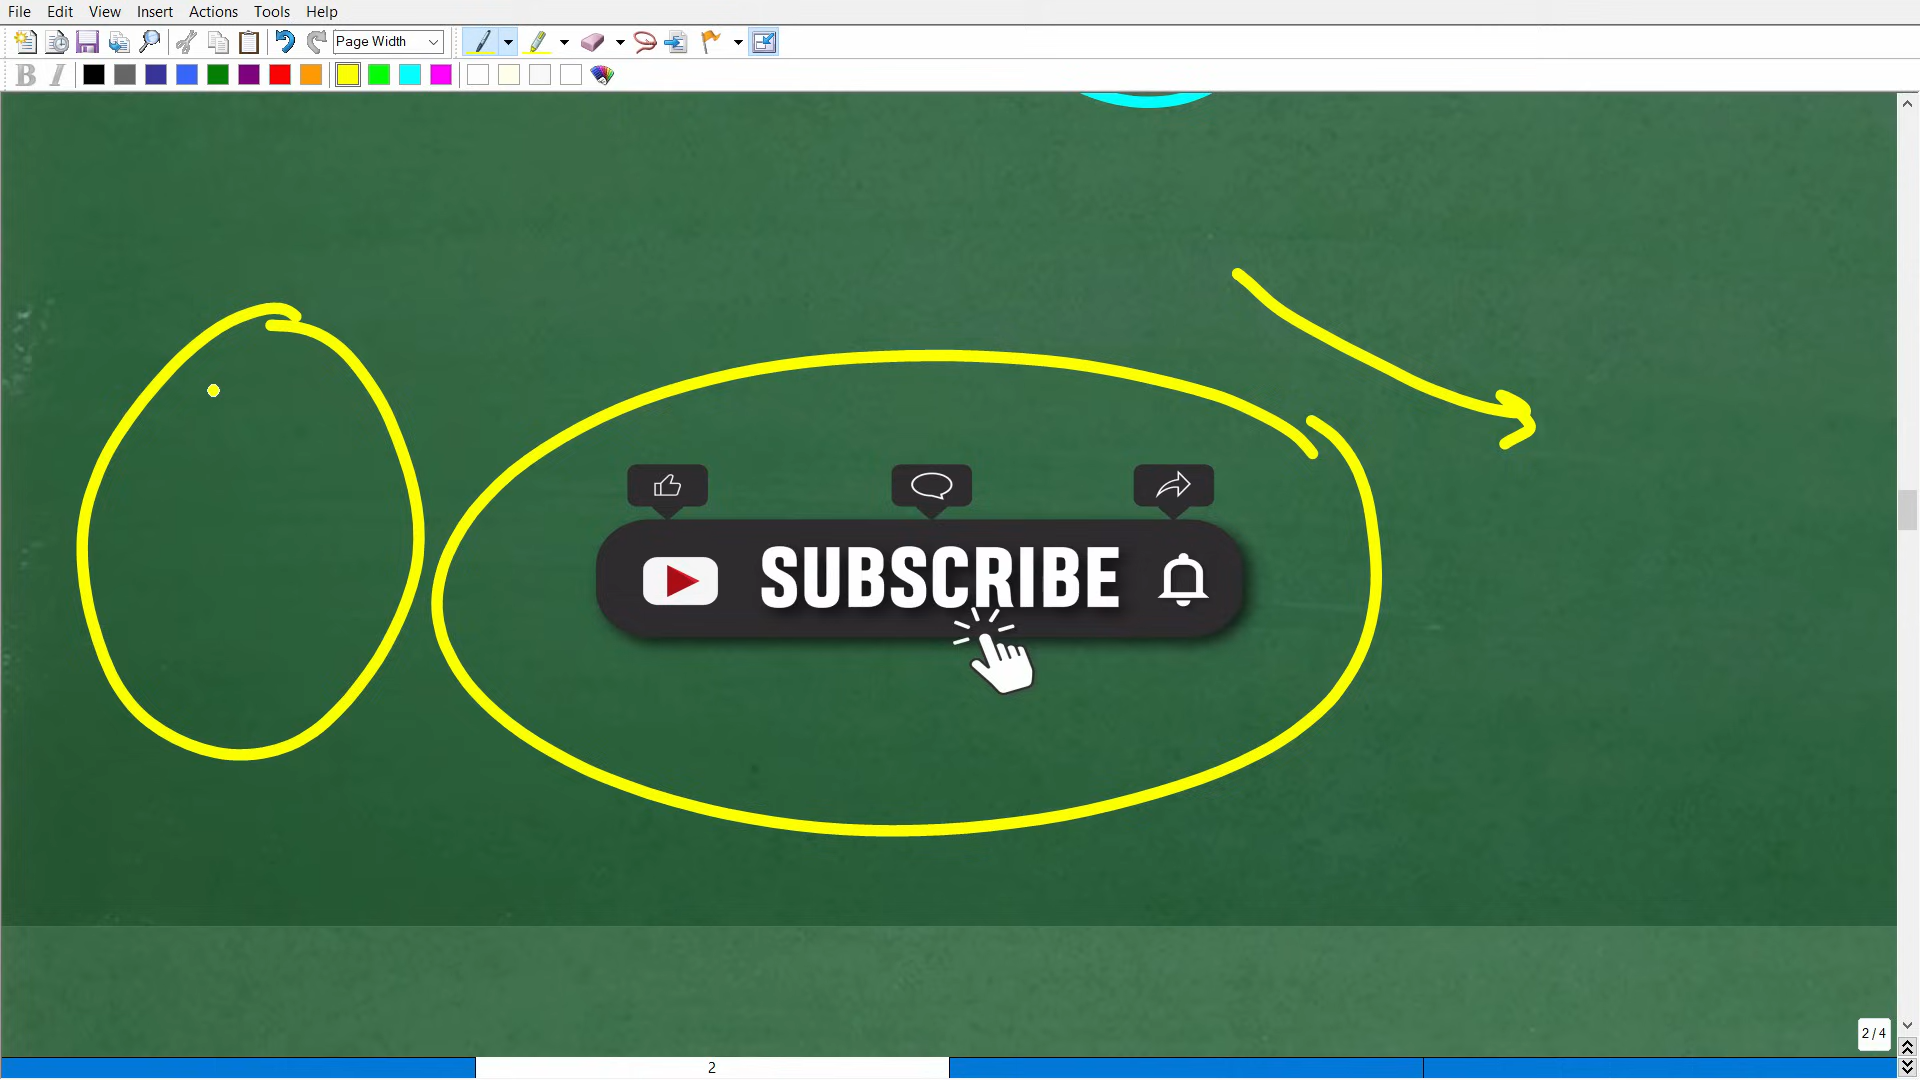 File Edit View Insert Actions Tools Help
Page Width
B I
SUBSCRIBE
2 / 4
2